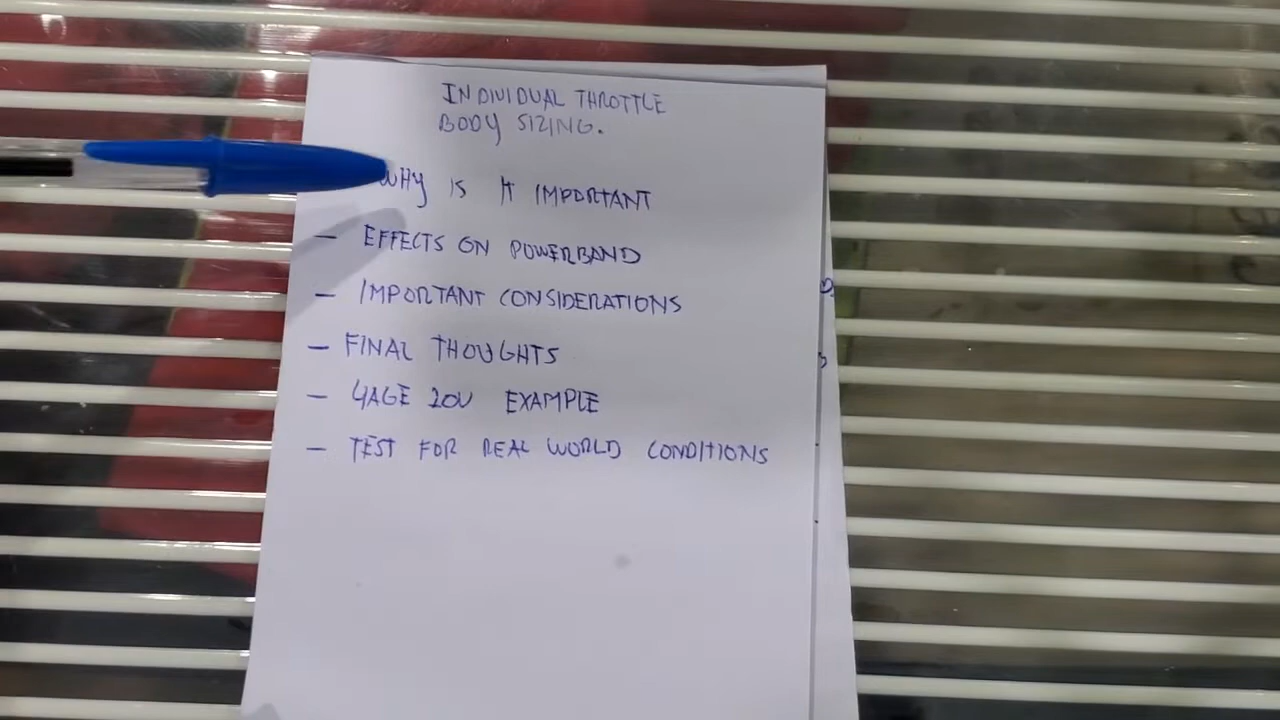 INDIVIDUAL THROTTLE
BODY SIZING.
WHY IS IT IMPORTANT
- EFFECTS ON POWERBAND
- IMPORTANT CONSIDERATIONS
- FINAL THOUGHTS
- 4AGE 20V EXAMPLE
- TEST FOR REAL WORLD CONDITIONS